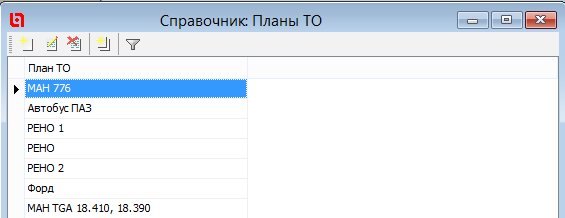 Справочник: Планы ТО
План ТО
МАН 776
Автобус ПАЗ
РЕНО 1
РЕНО
РЕНО 2
Форд
МАН TGA 18.410, 18.390